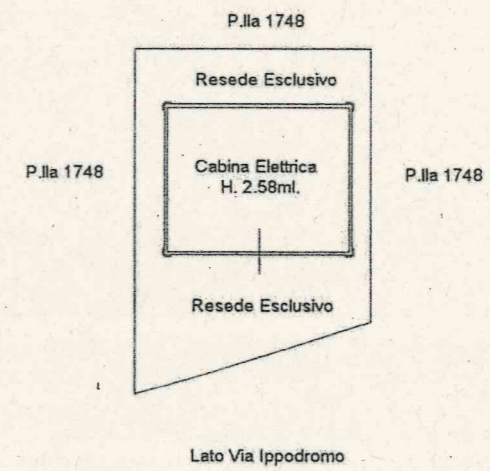 P.lla 1748
Resede Esclusivo
P.lla 1748
Cabina Elettrica
H. 2.58ml.
P.lla 1748
Resede Esclusivo
Lato Via Ippodromo